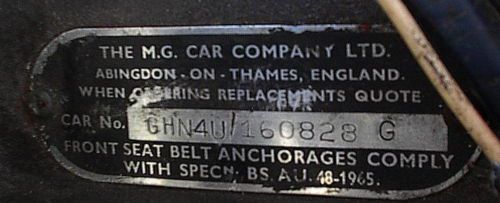 THE M.G. CAR COMPANY LTD.
ABINGDON-ON-THAMES, ENGLAND.
WHEN ORDERING REPLACEMENTS QUOTE
CAR No. GHN4U/160828 G
FRONT SEAT BELT ANCHORAGES COMPLY
WITH SPECN. BS. AU. 48-1965.